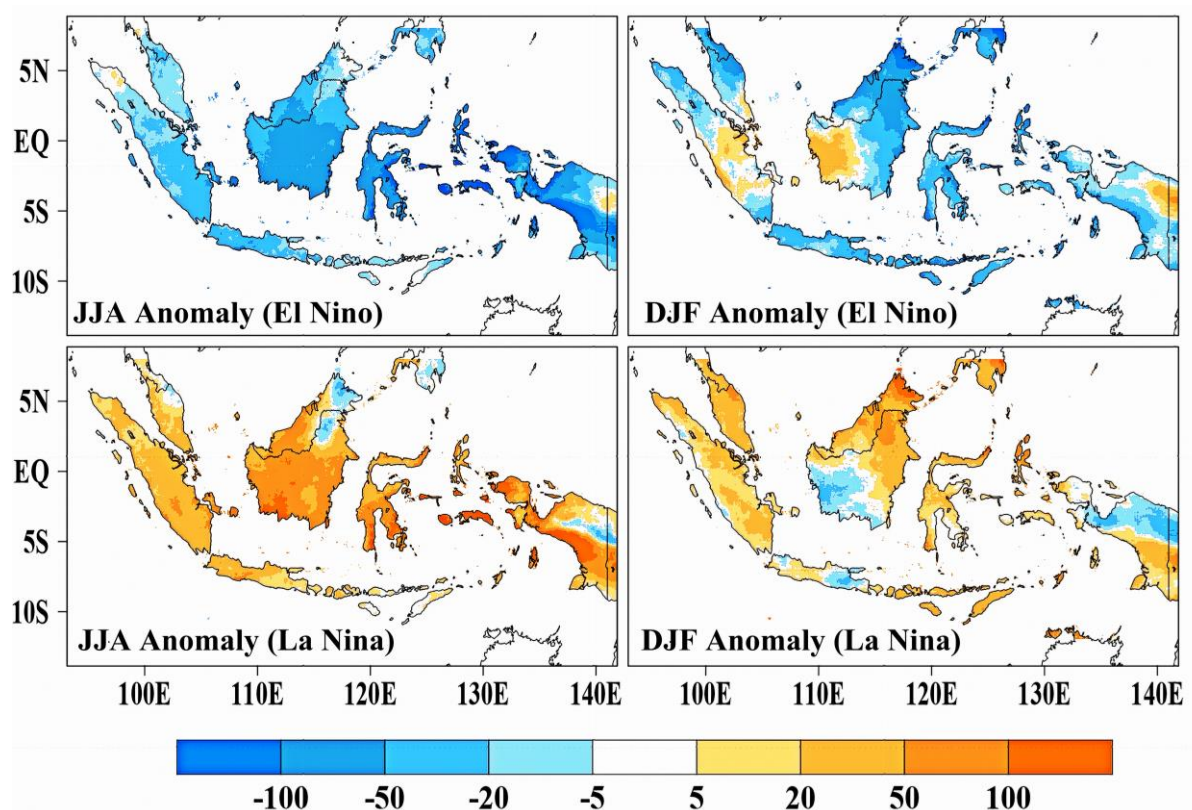 5N
EQ
5S
10S
JJA Anomaly (El Nino)
DJF Anomaly (El Nino)
5N
EQ
5S
10S
JJA Anomaly (La Nina)
DJF Anomaly (La Nina)
100E 110E 120E 130E 140E 100E 110E 120E 130E 140E
-100 -50 -20 -5 5 20 50 100